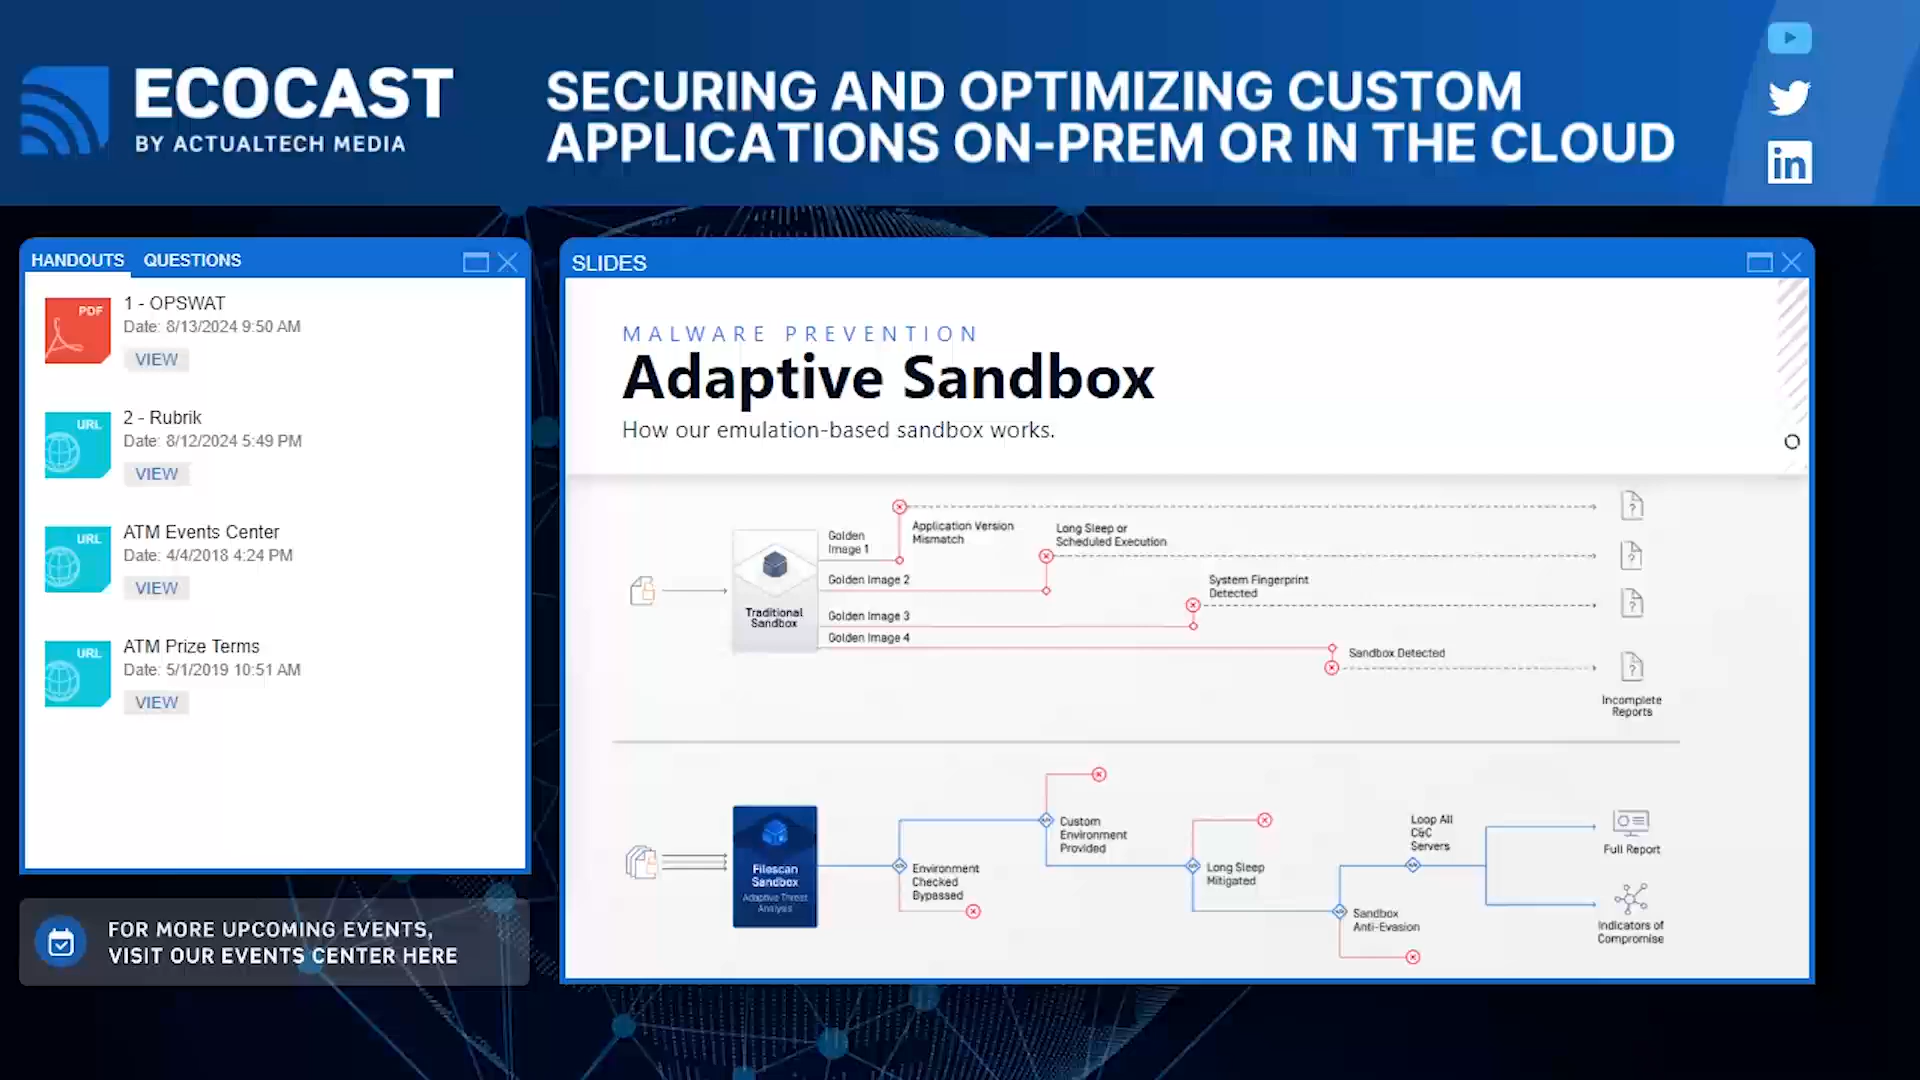 ECOCAST
BY ACTUALTECH MEDIA
SECURING AND OPTIMIZING CUSTOM
APPLICATIONS ON-PREM OR IN THE CLOUD
in
HANDOUTS QUESTIONS
PDF
1 - OPSWAT
Date: 8/13/2024 9:50 AM
VIEW
URL
2 - Rubrik
Date: 8/12/2024 5:49 PM
VIEW
URL
ATM Events Center
Date: 4/4/2018 4:24 PM
VIEW
URL
ATM Prize Terms
Date: 5/1/2019 10:51 AM
VIEW
FOR MORE UPCOMING EVENTS,
VISIT OUR EVENTS CENTER HERE
SLIDES
MALWARE PREVENTION
Adaptive Sandbox
How our emulation-based sandbox works.
Traditional
Sandbox
Golden
Image 1
Application Version
Mismatch
Golden Image 2
Long Sleep or
Scheduled Execution
Golden Image 3
System Fingerprint
Detected
Golden Image 4
Sandbox Detected
?
?
?
?
Incomplete
Reports
Filescan
Sandbox
Adaptive Threat
Analysis
Environment
Checked
Bypassed
Custom
Environment
Provided
Long Sleep
Mitigated
Sandbox
Anti-Evasion
Loop All
C&C
Servers
Full Report
Indicators of
Compromise